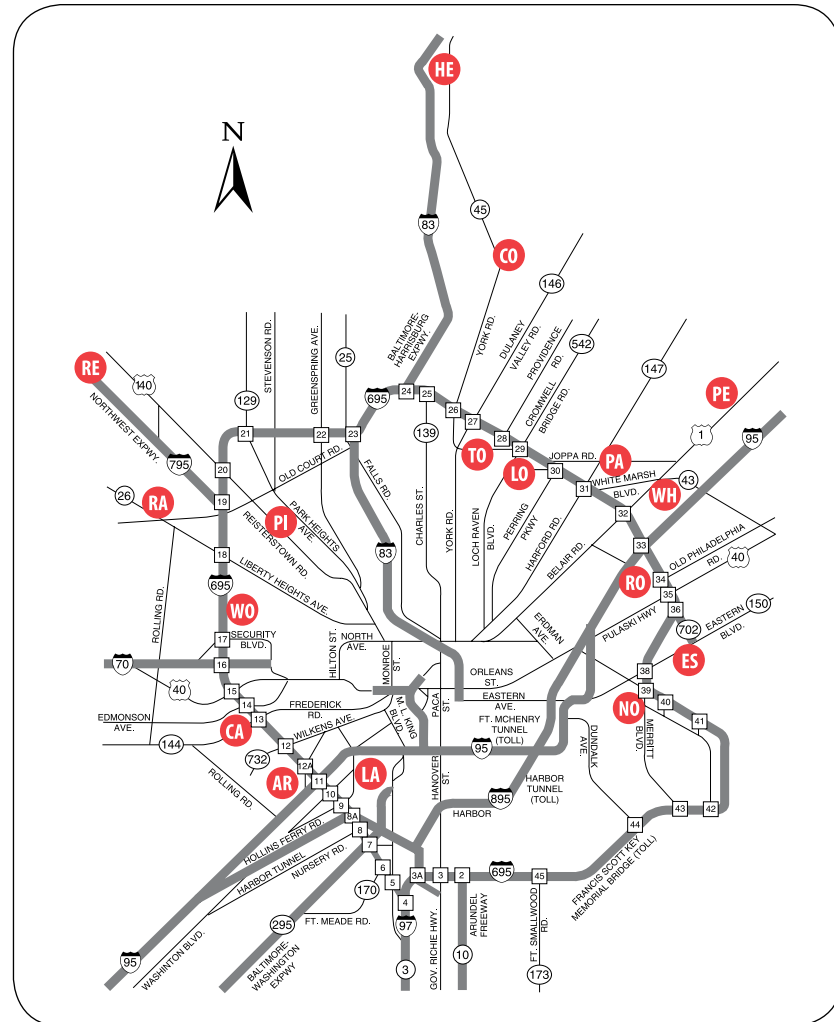 HE
N
45
83
CO
146
BALTIMORE-
HARRISBURG
EXPWY.
YORK RD.
DULANEY
VALLEY RD.
PROVIDENCE
RD.
CROMWELL
BRIDGE RD.
542
147
STEVENSON RD.
GREENSPRING AVE.
25
RE
140
129
PE
1
95
NORTHWEST EXPWY.
795
695
24
25
26
27
28
29
139
21
22
23
TO
LO
JOPPA RD.
PA
30
31
WHITE MARSH
BLVD.
43
WH
32
20
19
18
26
RA
OLD COURT RD.
PI
PARK HEIGHTS
AVE.
REISTERSTOWN RD.
LIBERTY HEIGHTS AVE.
FALLS RD.
CHARLES ST.
YORK RD.
LOCH RAVEN
BLVD.
PERRING
PKWY
HARFORD RD.
BELAIR RD.
83
33
OLD PHILADELPHIA
RD.
40
34
RO
35
36
PULASKI HWY
702
EASTERN
BLVD.
150
ES
695
WO
ROLLING RD.
17
SECURITY
BLVD.
HILTON ST.
NORTH
AVE.
MONROE
ST.
ERDMAN
AVE
70
16
40
15
14
13
ORLEANS
ST.
EASTERN
AVE.
PACA
ST.
38
39
40
41
NO
EDMONSON
AVE.
FREDERICK
RD.
CA
WILKENS AVE.
M. L. KING
BLVD
FT. MCHENRY
TUNNEL
(TOLL)
95
144
732
12
12A
ROLLING RD.
AR
LA
11
10
9
8A
8
7
6
5
HANOVER
ST.
HARBOR
TUNNEL
(TOLL)
895
HARBOR
DUNDALK
AVE.
MERRITT
BLVD.
44
43
42
HOLLINS FERRY RD.
HARBOR TUNNEL
NURSERY RD.
170
FT. MEADE RD.
3A
3
2
695
45
FRANCIS SCOTT KEY
MEMORIAL BRIDGE (TOLL)
4
97
GOV. RICHIE HWY.
ARUNDEL
FREEWAY
FT. SMALLWOOD
RD.
95
WASHINTON BLVD.
295
BALTIMORE-
WASHINGTON
EXPWY
3
10
173